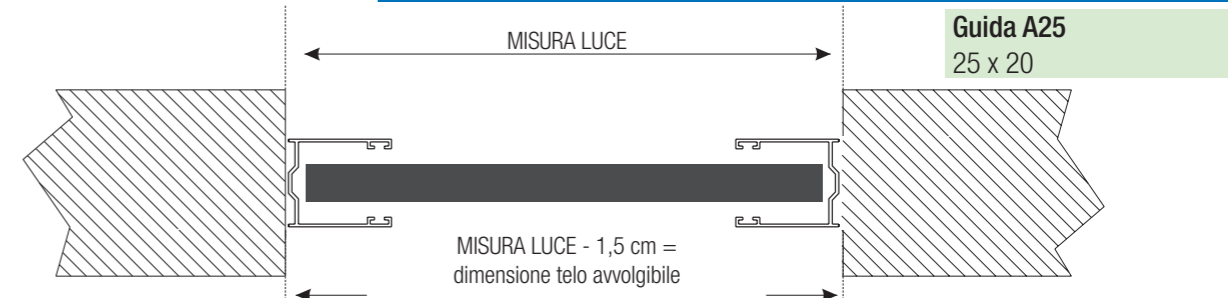 MISURA LUCE
Guida A25
25 x 20
MISURA LUCE - 1,5 cm =
dimensione telo avvolgibile